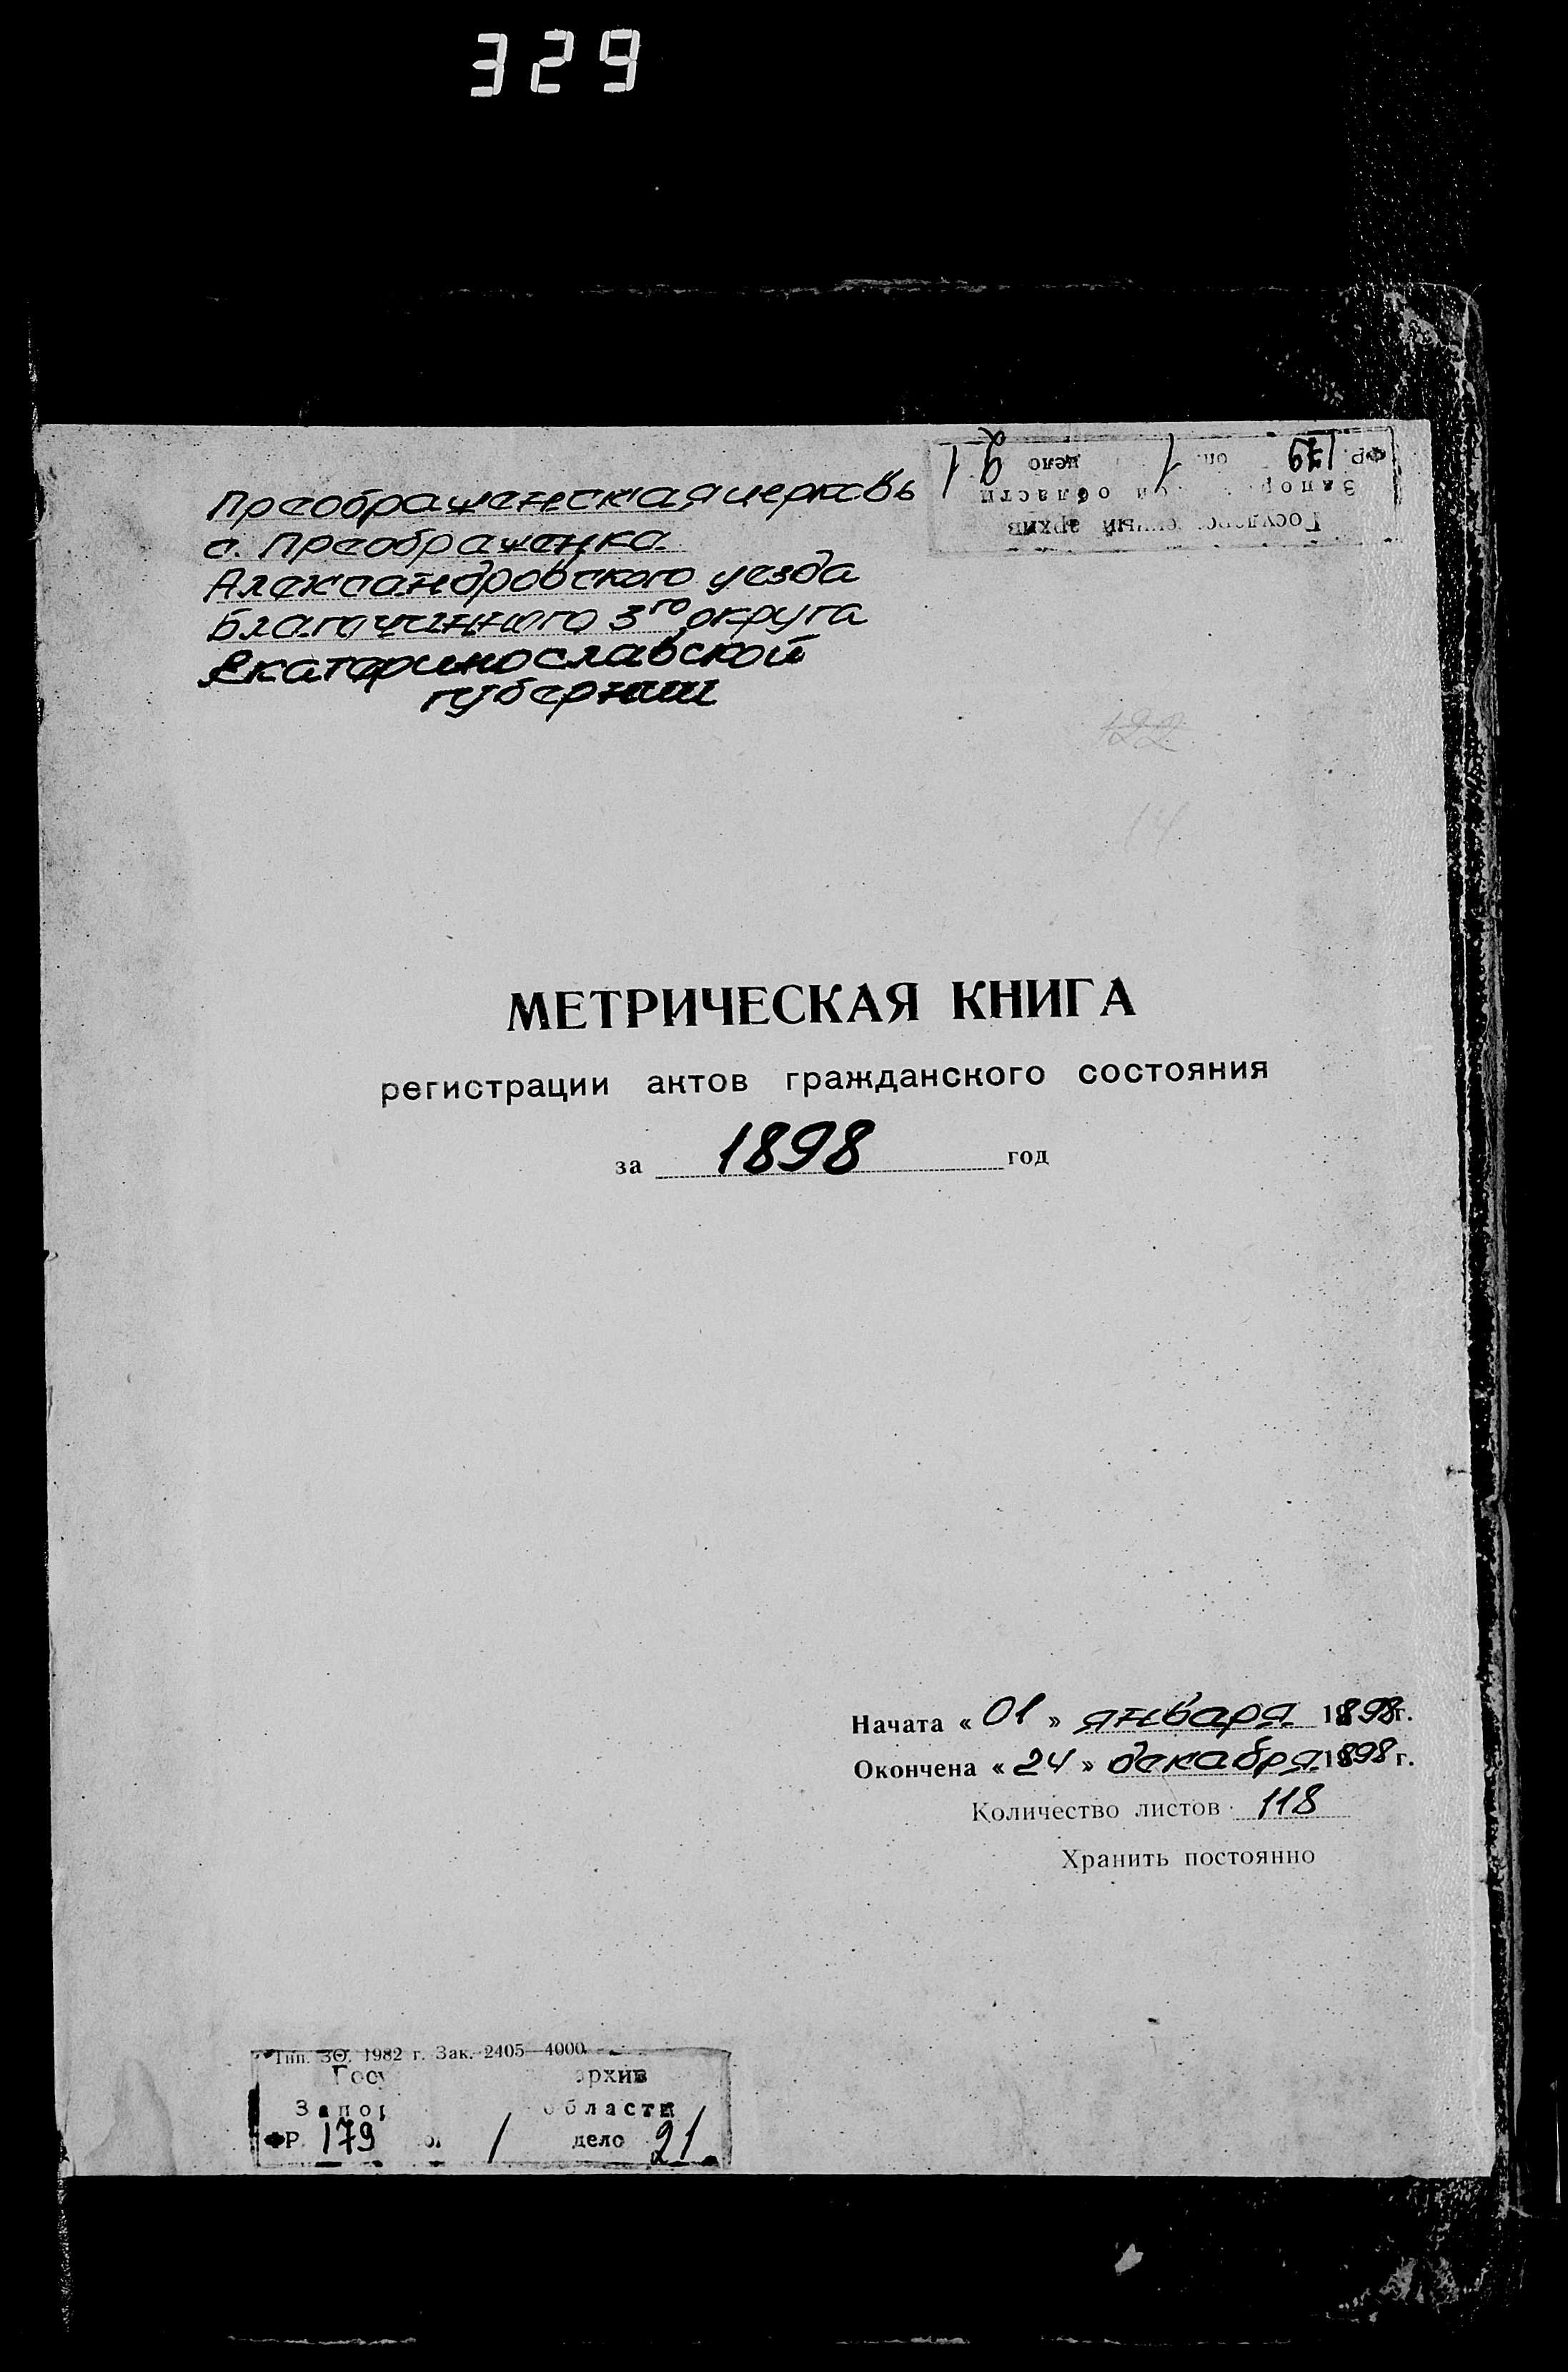 329
ФР. 179 оп. 1 дело 21
Преображенская церковь
с. Преображенка
Александровского уезда
Благочинного 3го округа
Екатеринославской
губернии
122
14
МЕТРИЧЕСКАЯ КНИГА
регистрации актов гражданского состояния
за 1898 год
Начата « 01 » января 1898 г.
Окончена « 24 » декабря 1898 г.
Количество листов 118
Хранить постоянно
Тип. ЗО. 1982 г. Зак. 2405—4000
ФР. 179 1 дело 21